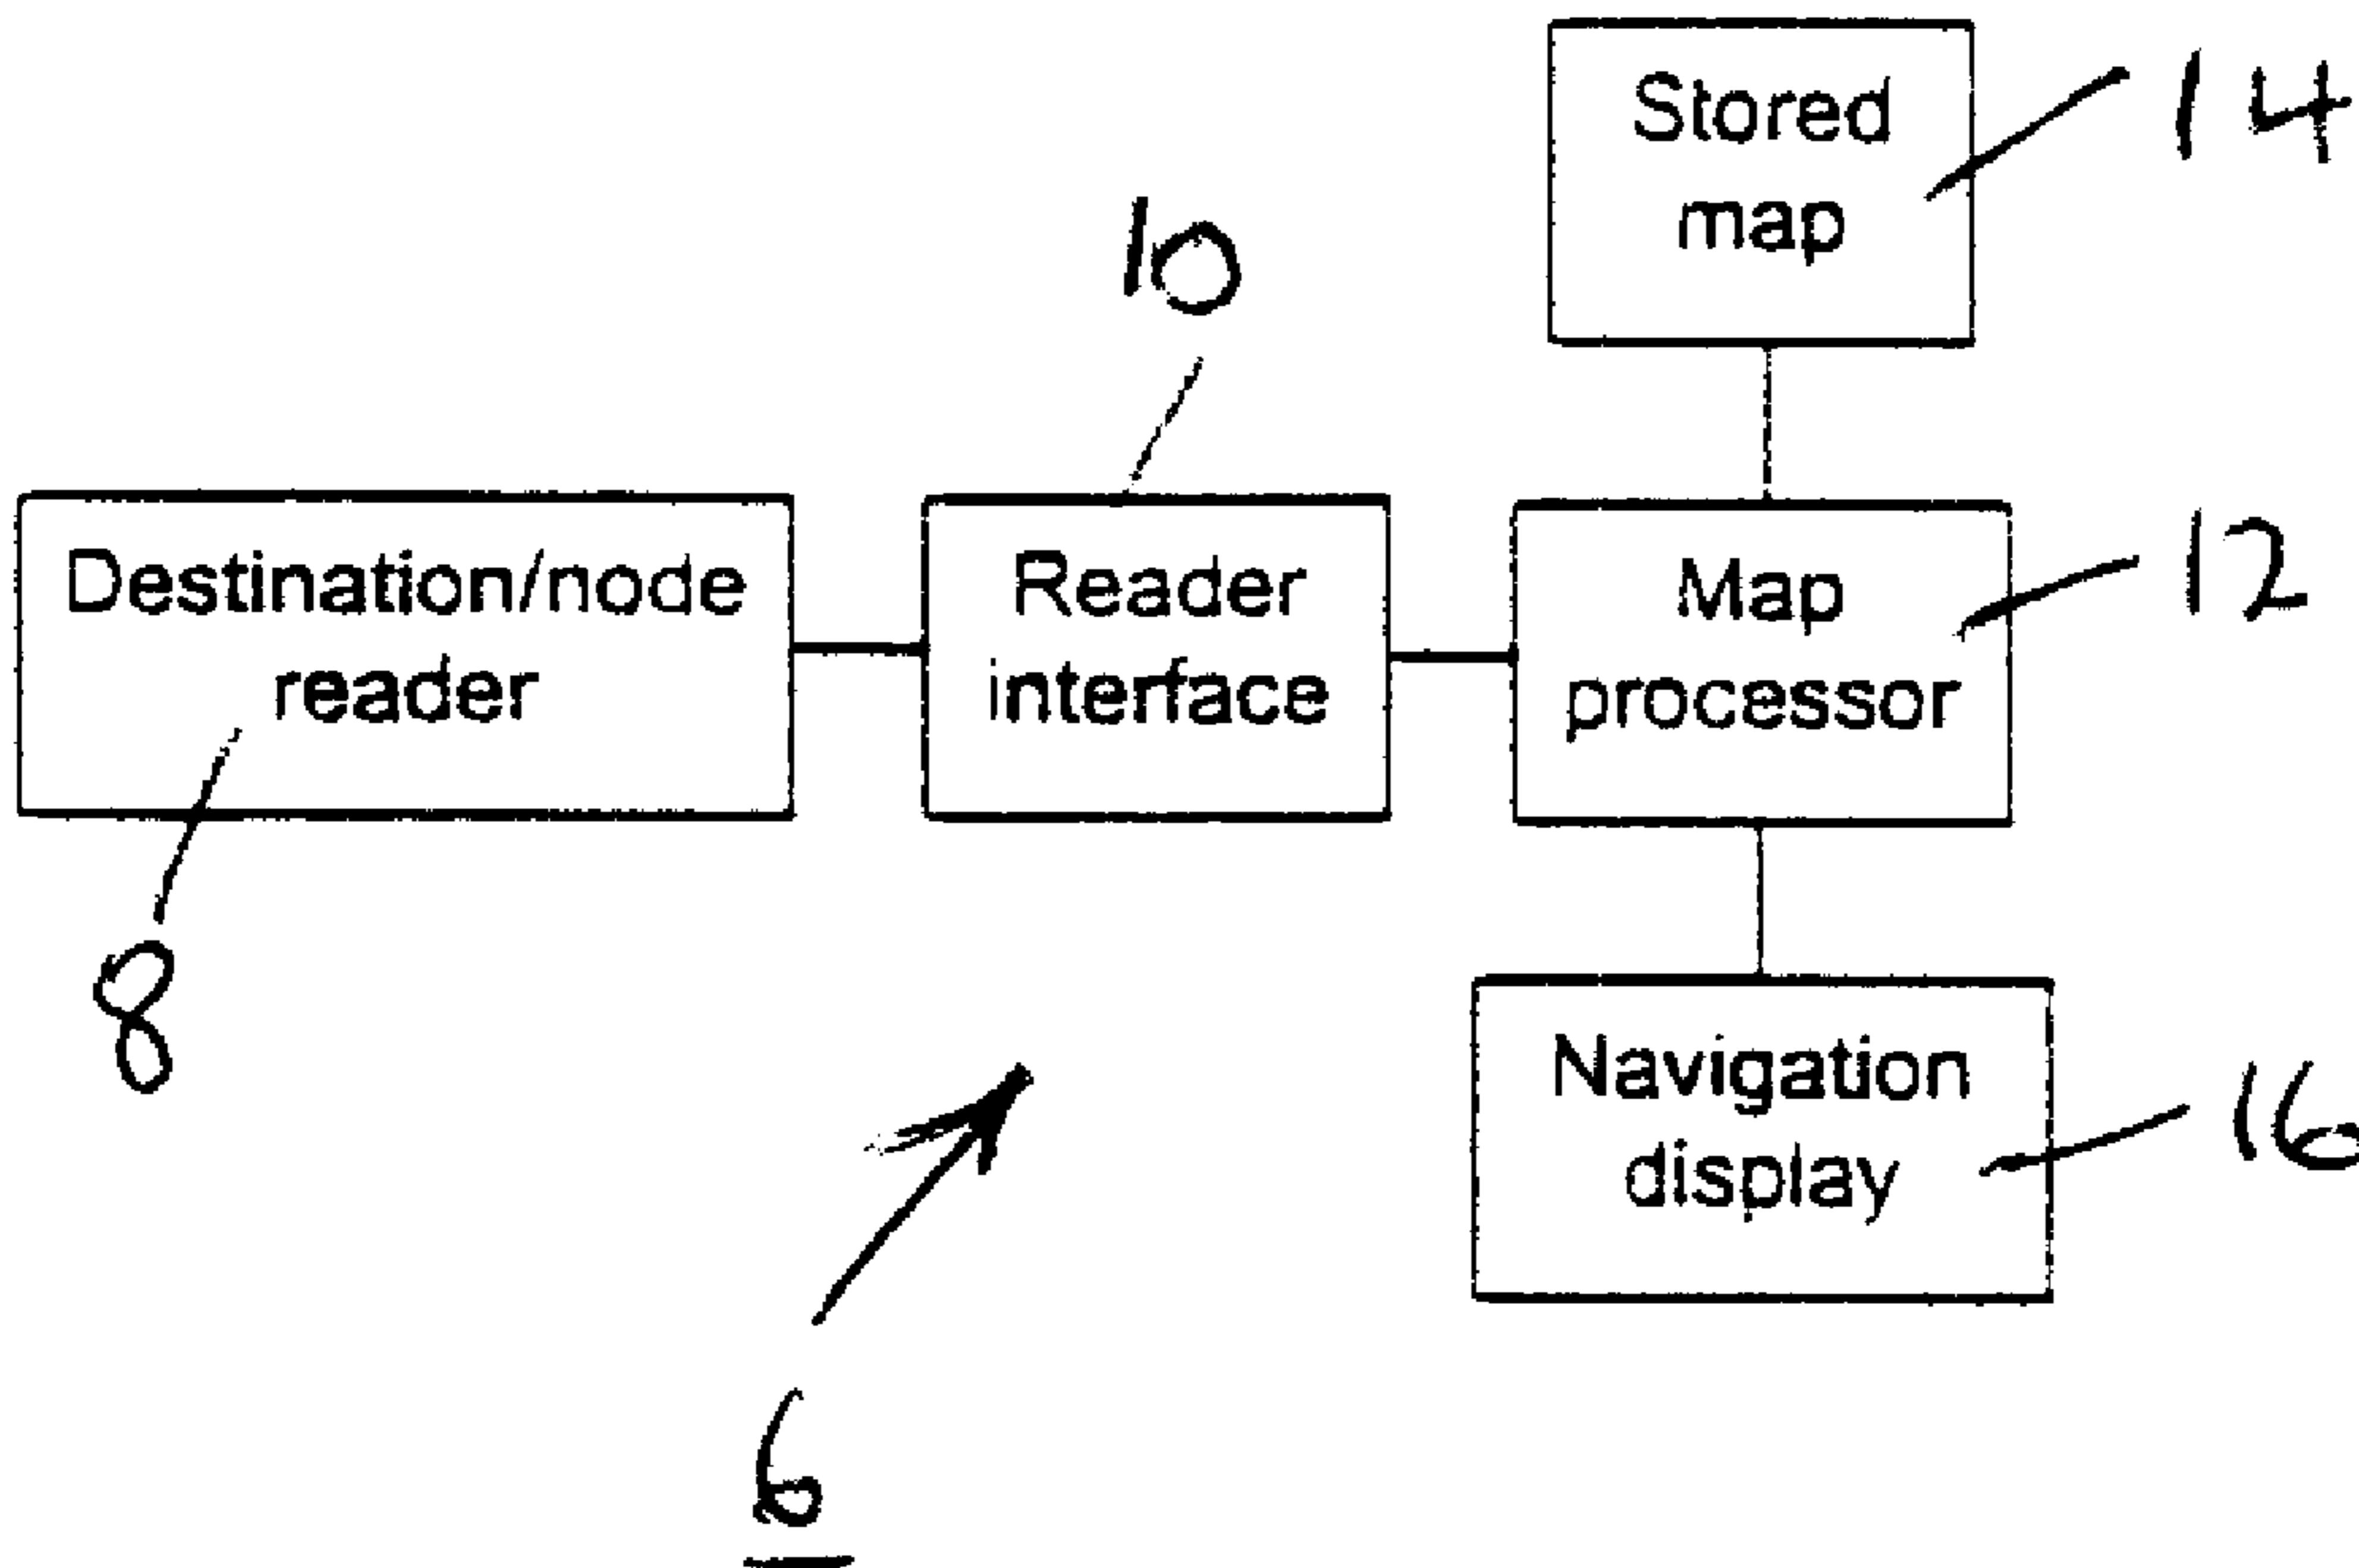 Stored
map
14
10
Destination/node
reader
Reader
interface
Map
processor
12
8
Navigation
display
16
6